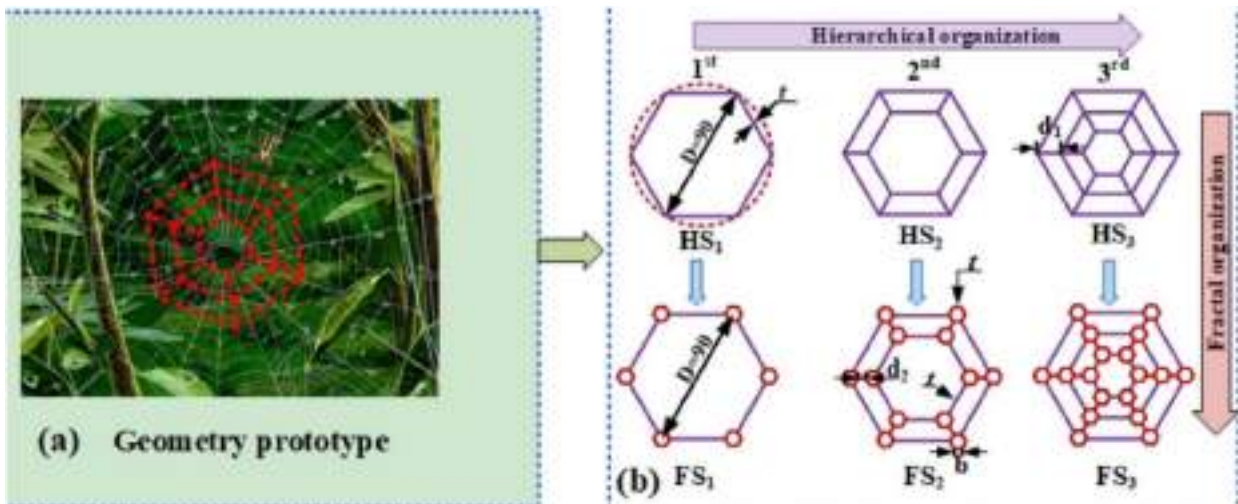 Hierarchical organization
1st 2nd 3rd
t
D=90
d1
HS1 HS2 HS3
Fractal organization
t
D=90
d2
t
b
FS1 FS2 FS3
(a) Geometry prototype
(b)